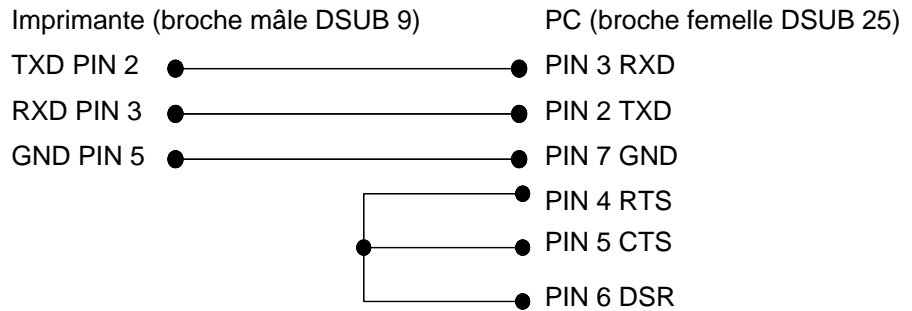 Imprimante (broche mâle DSUB 9) PC (broche femelle DSUB 25)
TXD PIN 2 PIN 3 RXD
RXD PIN 3 PIN 2 TXD
GND PIN 5 PIN 7 GND
PIN 4 RTS
PIN 5 CTS
PIN 6 DSR